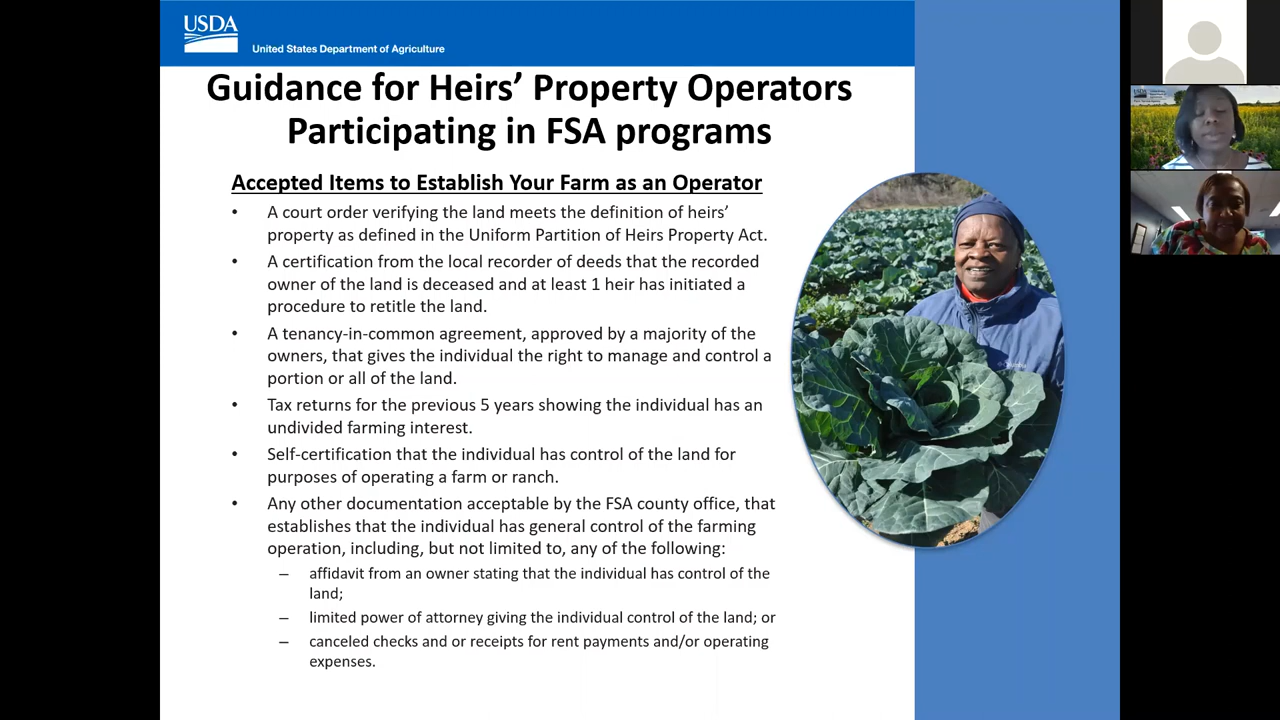 USDA
United States Department of Agriculture
Guidance for Heirs’ Property Operators
Participating in FSA programs
Accepted Items to Establish Your Farm as an Operator
• A court order verifying the land meets the definition of heirs’
property as defined in the Uniform Partition of Heirs Property Act.
• A certification from the local recorder of deeds that the recorded
owner of the land is deceased and at least 1 heir has initiated a
procedure to retitle the land.
• A tenancy-in-common agreement, approved by a majority of the
owners, that gives the individual the right to manage and control a
portion or all of the land.
• Tax returns for the previous 5 years showing the individual has an
undivided farming interest.
• Self-certification that the individual has control of the land for
purposes of operating a farm or ranch.
• Any other documentation acceptable by the FSA county office, that
establishes that the individual has general control of the farming
operation, including, but not limited to, any of the following:
– affidavit from an owner stating that the individual has control of the
land;
– limited power of attorney giving the individual control of the land; or
– canceled checks and or receipts for rent payments and/or operating
expenses.
Columbia
USDA